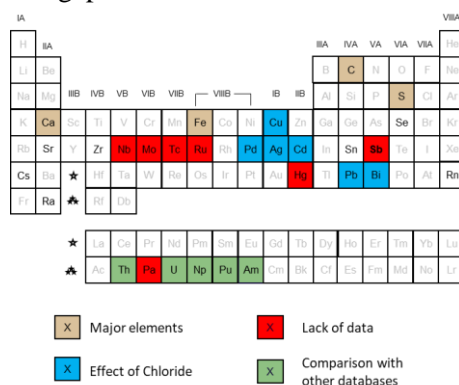 IA VIIIA
H IIA IIIA IVA VA VIA VIIA He
Li Be B C N O F Ne
Na Mg IIIB IVB VB VIB VIIB VIIIB IB IIB Al Si P S Cl Ar
K Ca Sc Ti V Cr Mn Fe Co Ni Cu Zn Ga Ge As Se Br Kr
Rb Sr Y Zr Nb Mo Tc Ru Rh Pd Ag Cd In Sn Sb Te I Xe
Cs Ba Hf Ta W Re Os Ir Pt Au Hg Tl Pb Bi Po At Rn
Fr Ra Rf Db
La Ce Pr Nd Pm Sm Eu Gd Tb Dy Ho Er Tm Yb Lu
Ac Th Pa U Np Pu Am Cm Bk Cf Es Fm Md No Lr
X Major elements
X Lack of data
X Effect of Chloride
X Comparison with
other databases